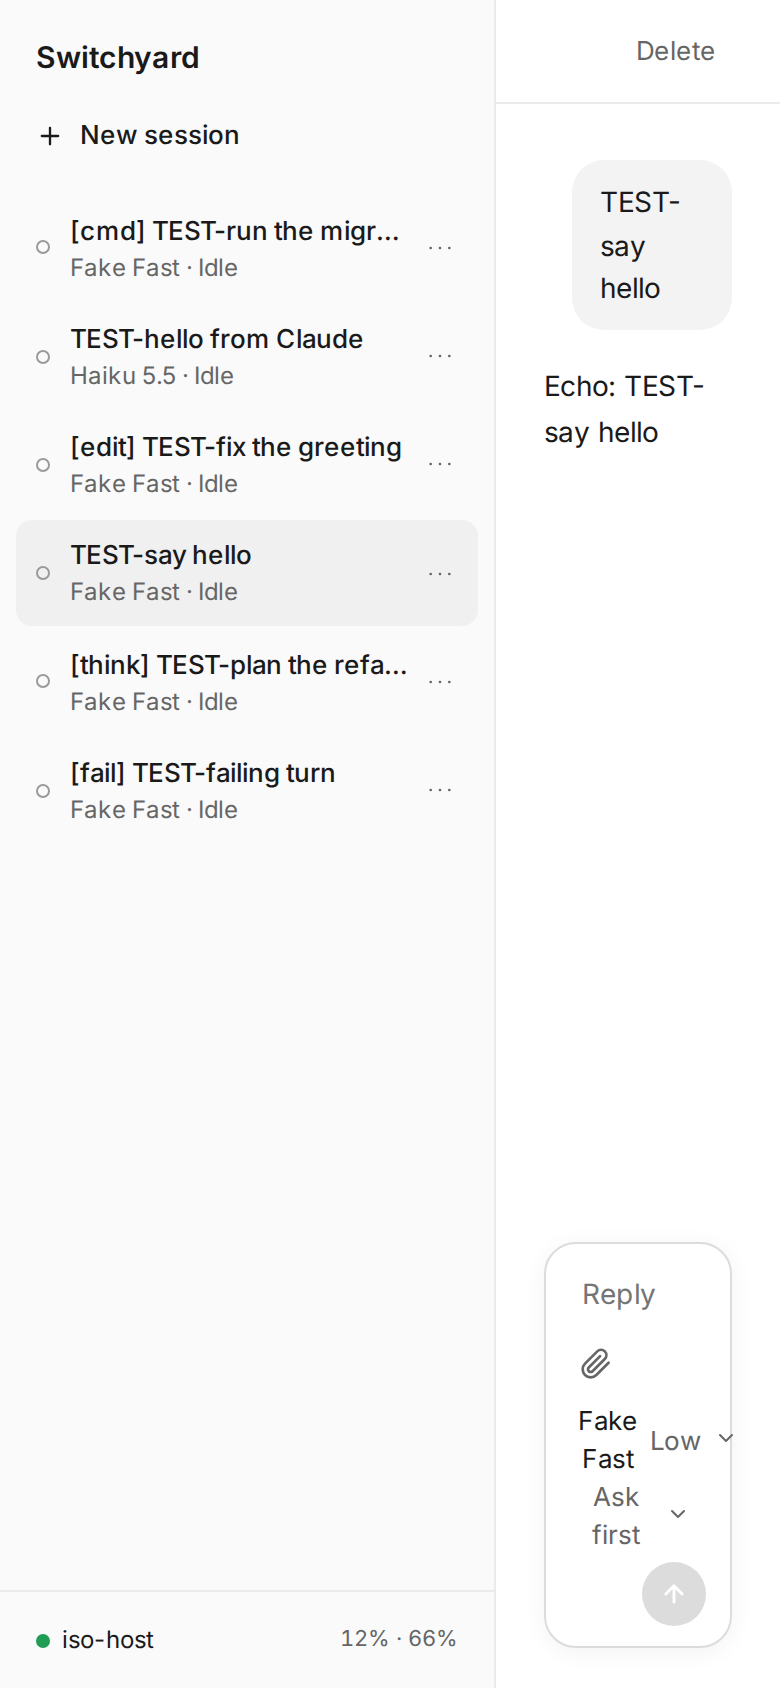 Switchyard
New session
[cmd] TEST-run the migr...
Fake Fast · Idle
TEST-hello from Claude
Haiku 5.5 · Idle
[edit] TEST-fix the greeting
Fake Fast · Idle
TEST-say hello
Fake Fast · Idle
[think] TEST-plan the refa...
Fake Fast · Idle
[fail] TEST-failing turn
Fake Fast · Idle
iso-host
12% · 66%
Delete
TEST-
say
hello
Echo: TEST-
say hello
Reply
Fake
Fast
Low
Ask
first